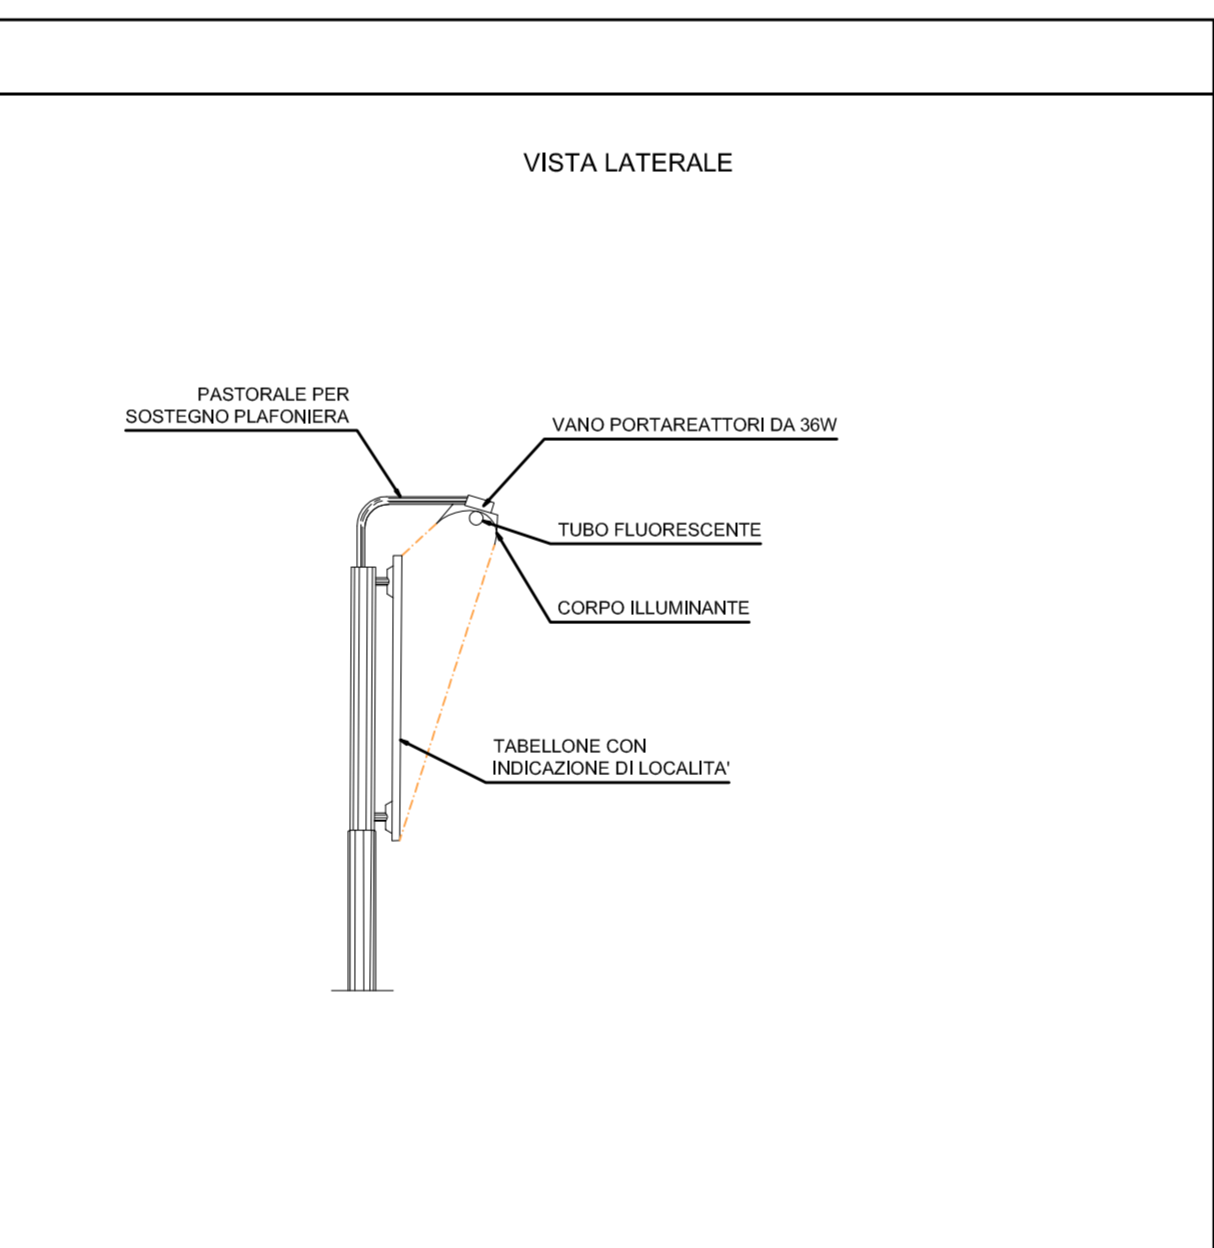 VISTA LATERALE
PASTORALE PER
SOSTEGNO PLAFONIERA
VANO PORTAREATTORI DA 36W
TUBO FLUORESCENTE
CORPO ILLUMINANTE
TABELLONE CON
INDICAZIONE DI LOCALITA'